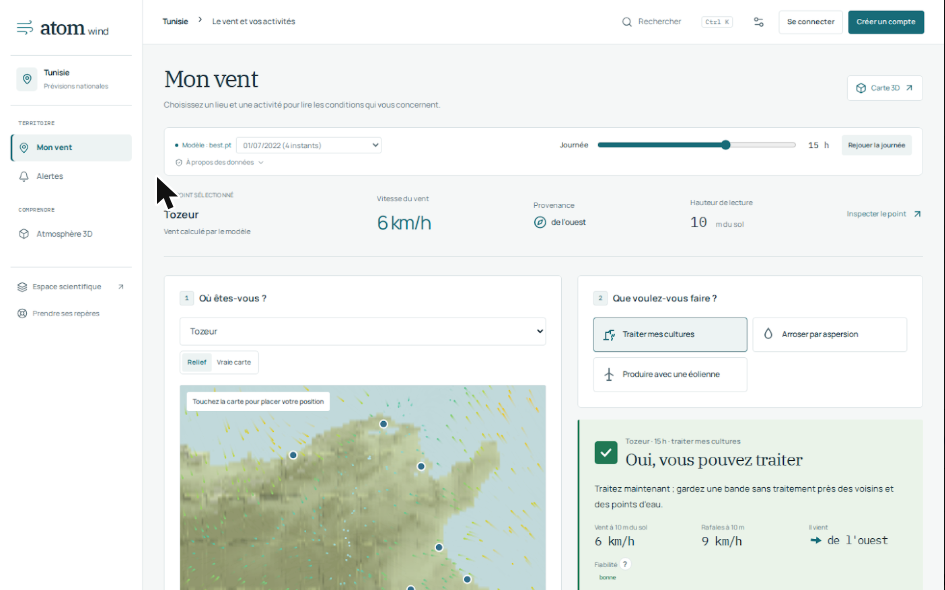 atom wind
Tunisie
Prévisions nationales
TERRITOIRE
Mon vent
Alertes
COMPRENDRE
Atmosphère 3D
Espace scientifique
Prendre ses repères
Tunisie > Le vent et vos activités
Rechercher Ctrl K
Se connecter
Créer un compte
Mon vent
Choisissez un lieu et une activité pour lire les conditions qui vous concernent.
Carte 3D
Modèle · best.pt 01/07/2022 (4 instants)
Journée 15 h Rejouer la journée
À propos des données
OINT SÉLECTIONNÉ
Tozeur
Vent calculé par le modèle
Vitesse du vent
6 km/h
Provenance
de l'ouest
Hauteur de lecture
10 m du sol
Inspecter le point
1 Où êtes-vous ?
Tozeur
Relief Vraie carte
Touchez la carte pour placer votre position
2 Que voulez-vous faire ?
Traiter mes cultures
Arroser par aspersion
Produire avec une éolienne
Tozeur · 15 h · traiter mes cultures
Oui, vous pouvez traiter
Traitez maintenant ; gardez une bande sans traitement près des voisins et
des points d'eau.
Vent à 10 m du sol
6 km/h
Rafales à 10 m
9 km/h
Il vient
de l'ouest
Fiabilité ?
bonne